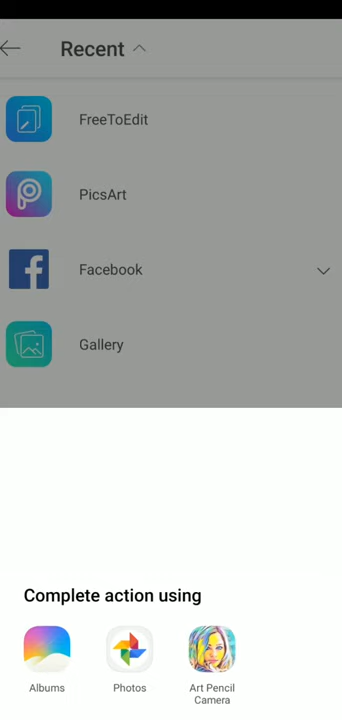 Recent
FreeToEdit
PicsArt
Facebook
Gallery
Complete action using
Albums
Photos
Art Pencil
Camera